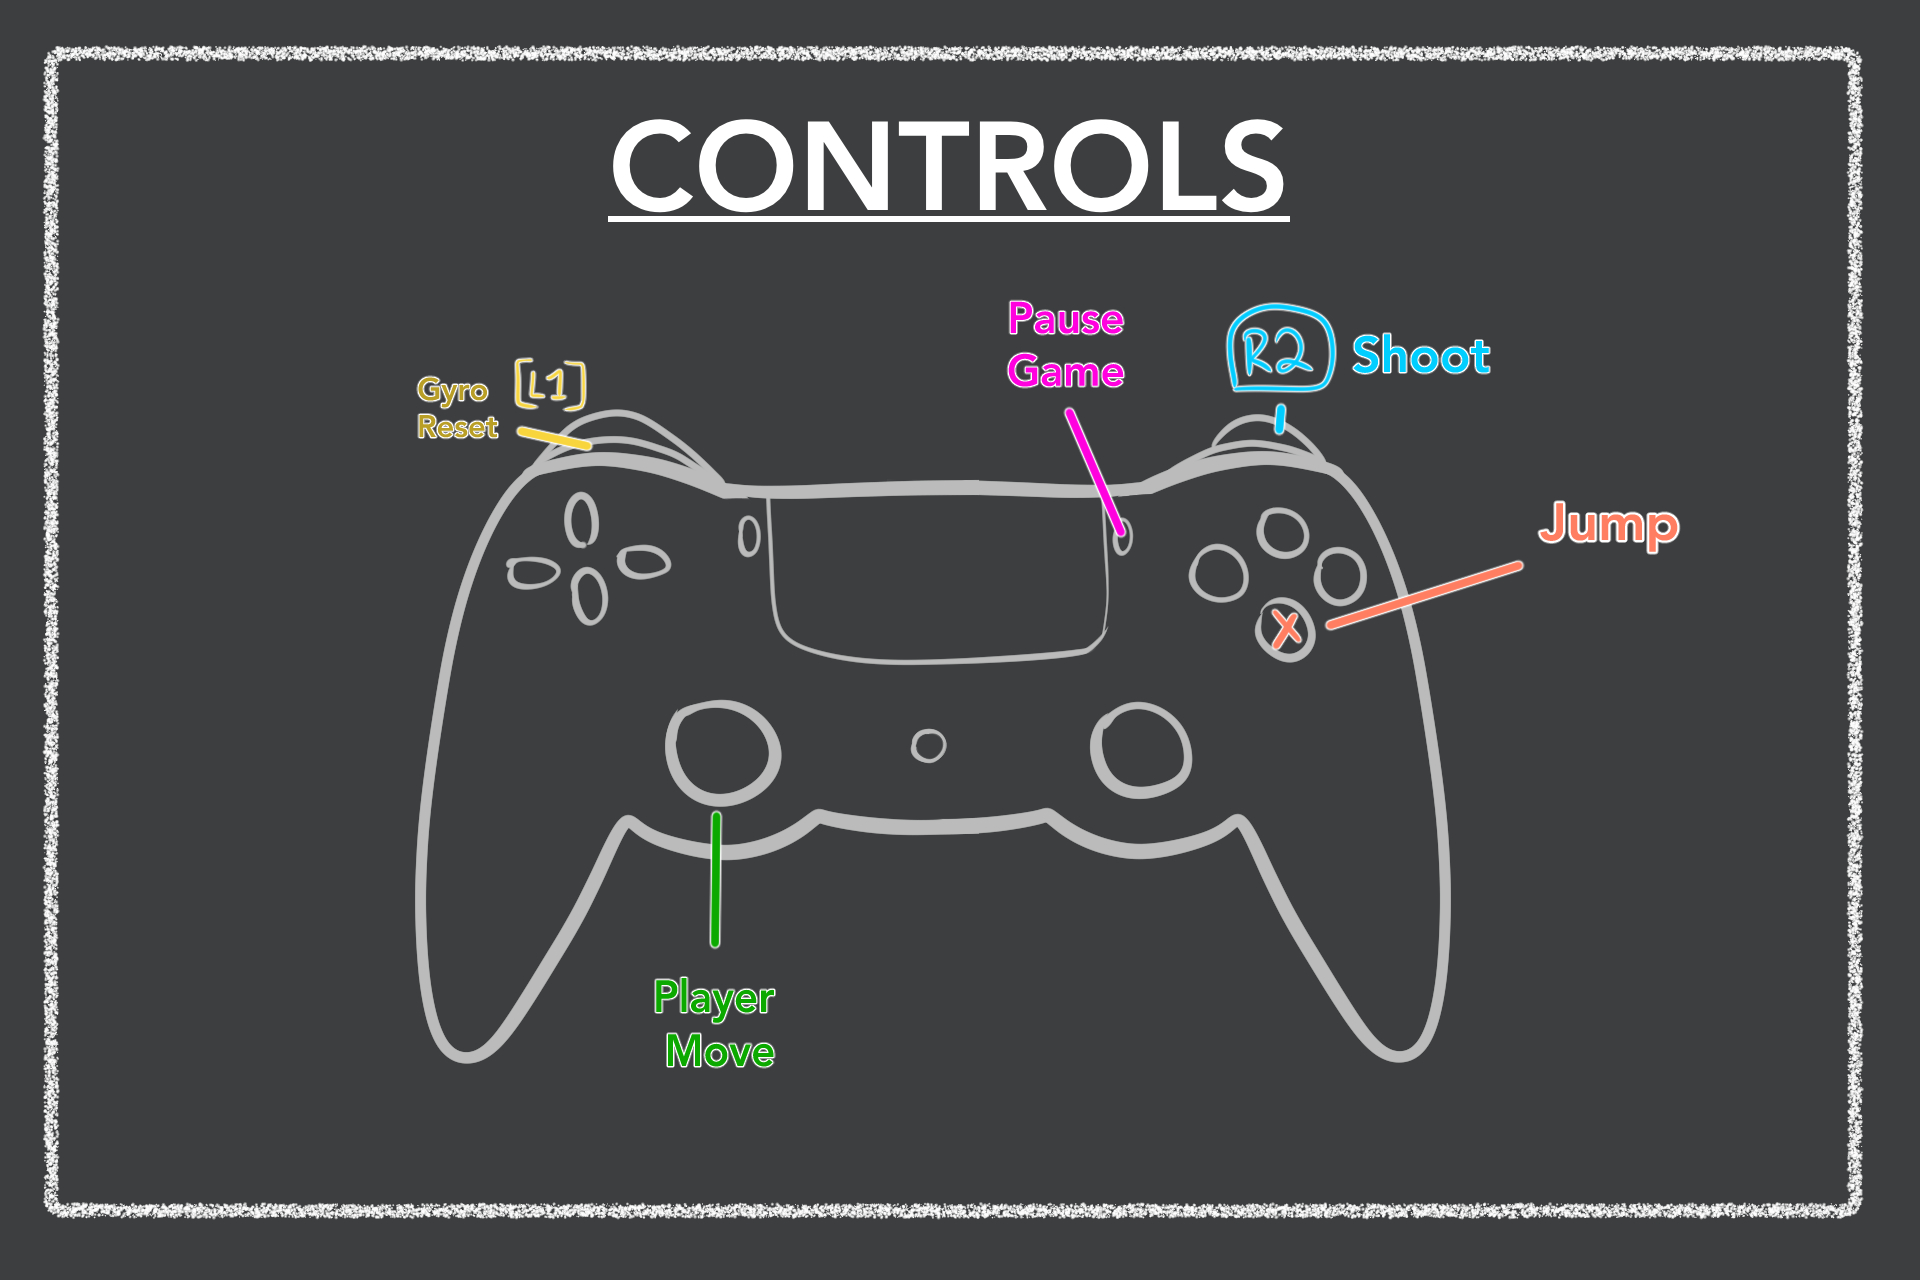 CONTROLS
Pause
Game
R2 Shoot
Gyro [L1]
Reset
Jump
X
Player
Move